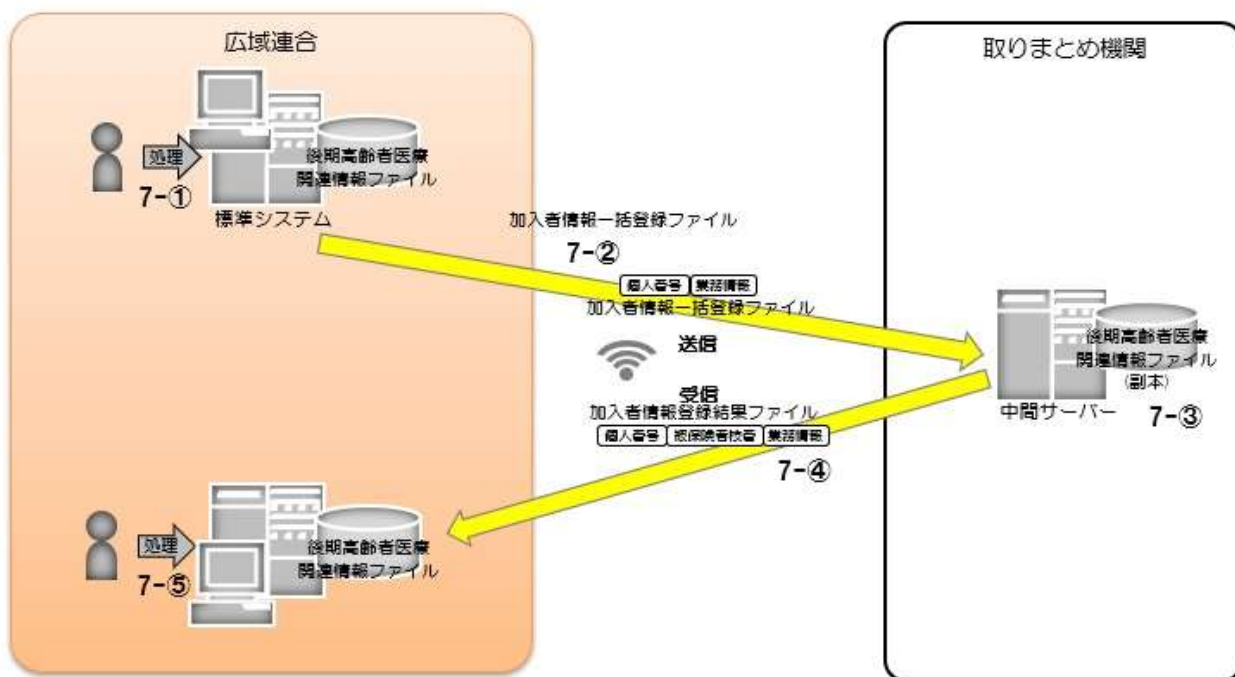 広域連合
処理
7-①
後期高齢者医療
関連情報ファイル
標準システム
加入者情報一括登録ファイル
7-②
個人番号 業務情報
加入者情報一括登録ファイル
送信
受信
加入者情報登録結果ファイル
個人番号 被保険者枝番 業務情報
7-④
処理
7-⑤
後期高齢者医療
関連情報ファイル
取りまとめ機関
後期高齢者医療
関連情報ファイル
(副本)
中間サーバー
7-③